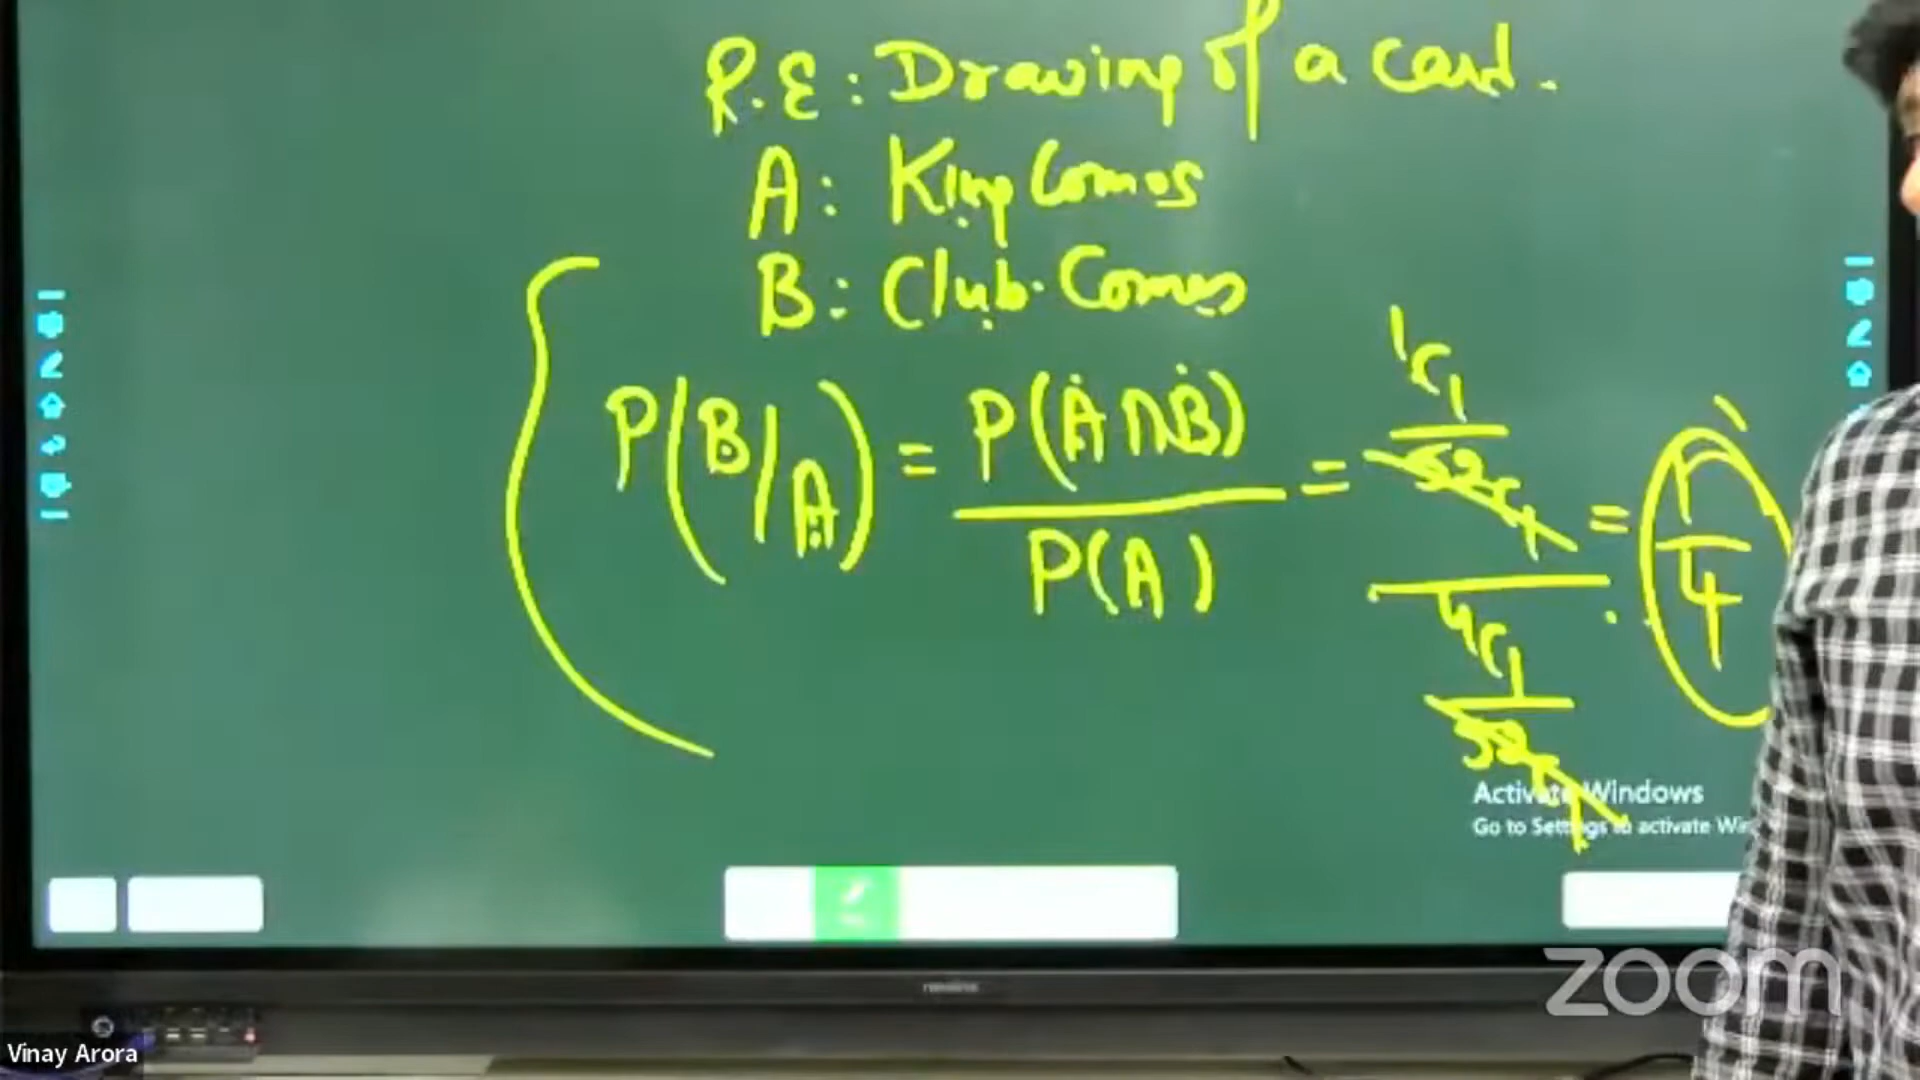 R.E: Drawing of a card.
A: King Comes
B: Club Comes
P(B/A) = P(A∩B) / P(A) = (1C1 / 52C1) / (4C1 / 52C1) = 1/4
Activate Windows
Go to Settings to activate Win
zoom
Vinay Arora